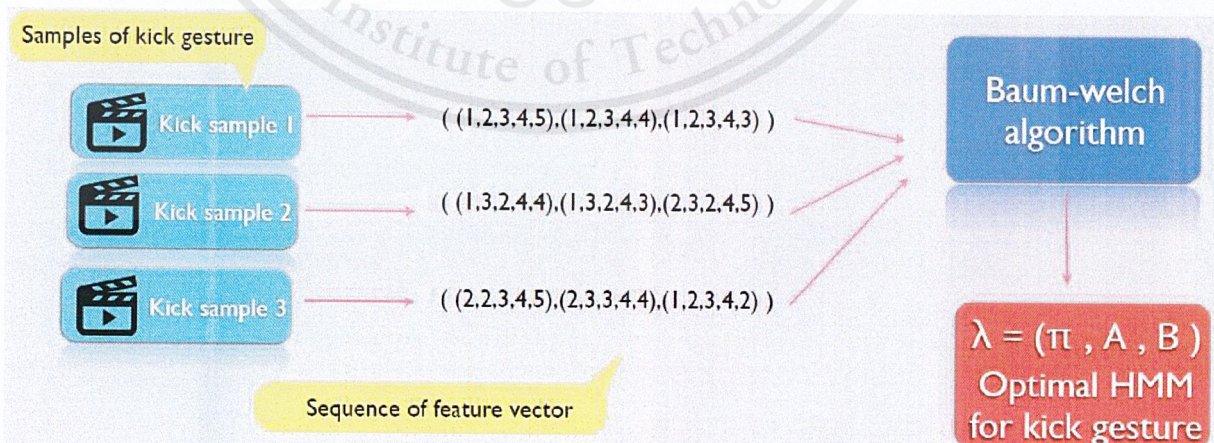 Institute of Techno
Samples of kick gesture
Kick sample 1
( (1,2,3,4,5),(1,2,3,4,4),(1,2,3,4,3) )
Baum-welch
algorithm
Kick sample 2
( (1,3,2,4,4),(1,3,2,4,3),(2,3,2,4,5) )
Kick sample 3
( (2,2,3,4,5),(2,3,3,4,4),(1,2,3,4,2) )
λ = (π , A , B )
Optimal HMM
for kick gesture
Sequence of feature vector